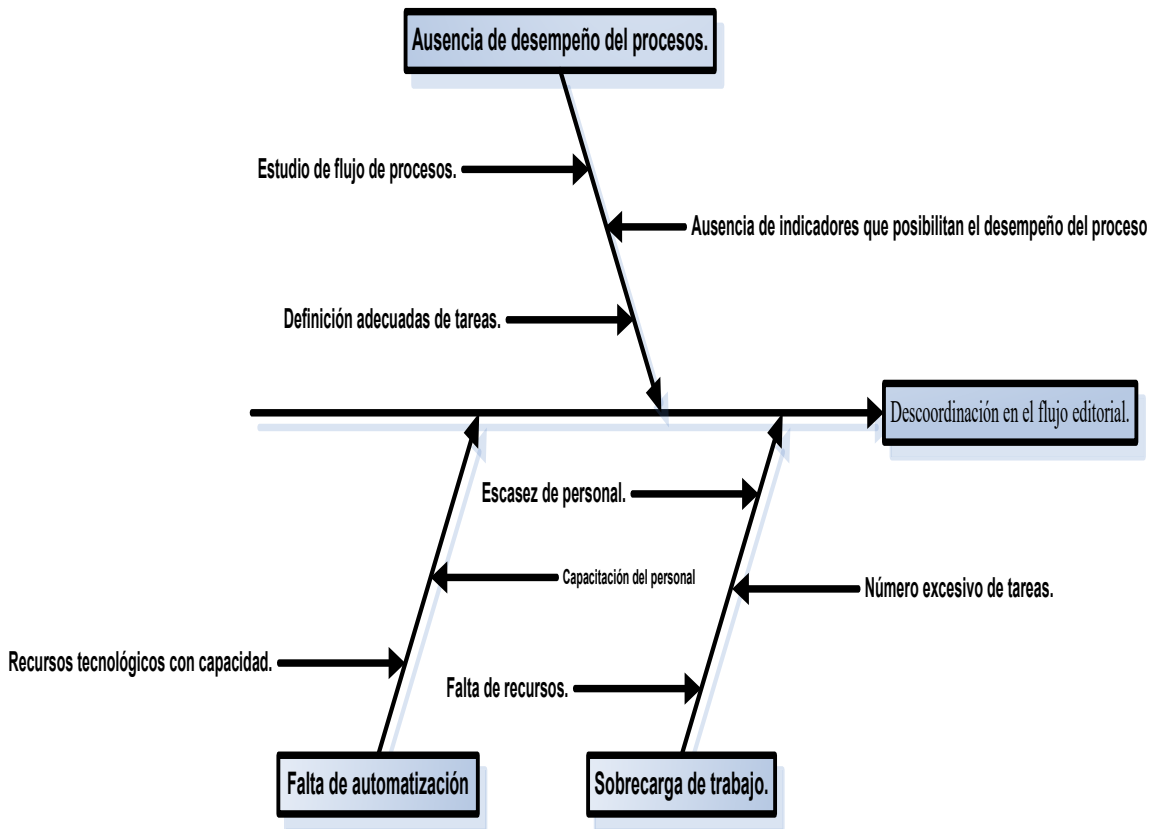 Ausencia de desempeño del procesos.
Estudio de flujo de procesos.
Ausencia de indicadores que posibilitan el desempeño del proceso
Definición adecuadas de tareas.
Descoordinación en el flujo editorial.
Escasez de personal.
Capacitación del personal
Número excesivo de tareas.
Recursos tecnológicos con capacidad.
Falta de recursos.
Falta de automatización
Sobrecarga de trabajo.